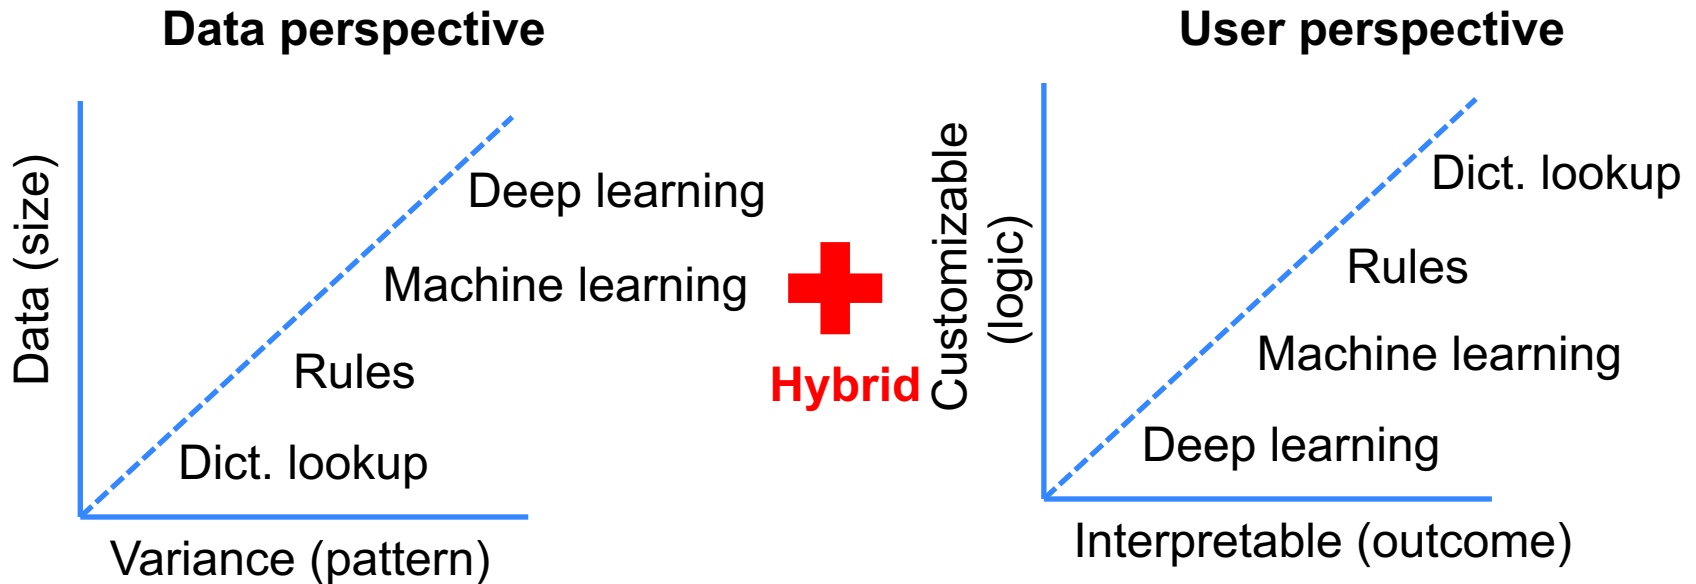 Data perspective
Data (size)
Deep learning
Machine learning
Rules
Dict. lookup
Variance (pattern)
Hybrid
User perspective
Customizable
(logic)
Dict. lookup
Rules
Machine learning
Deep learning
Interpretable (outcome)